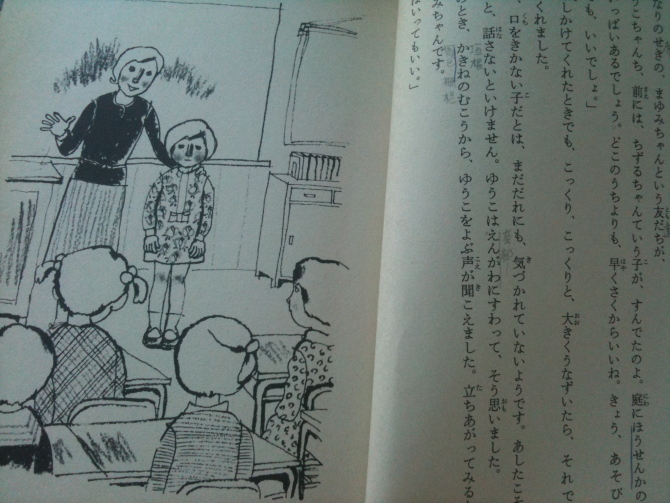 なりのせきの、まゆみちゃんという友だちが、
うこちゃんち、前には、ちずるちゃんていう子が、すんでたのよ。庭にほうせんかの
いっぱいあるでしょう。どこのうちよりも、早くさくからいいね。きょう、あそび
も、いいでしょ。」
しかけてくれたときでも、こっくり、こっくりと、大きくうなずいたら、それで
くれました。
、口をきかない子だとは、まだだれにも、気づかれていないようです。あしたこ
と、話さないといけません。ゆうこはえんがわにすわって、そう思いました。
のとき、かきねのむこうから、ゆうこをよぶ声が聞こえました。立ちあがってみる
みちゃんです。
はいってもいい。」